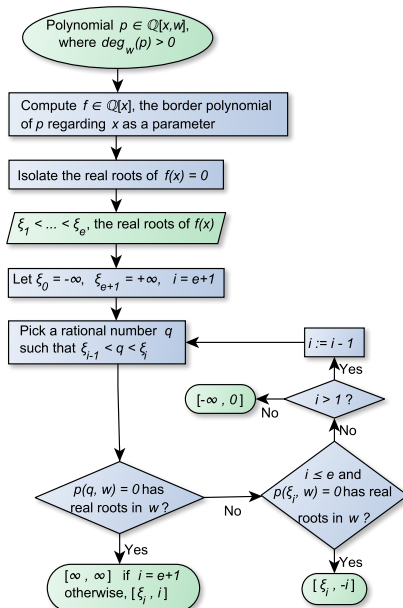 Polynomial p ∈ ℚ[x,w],
where deg_w(p) > 0
Compute f ∈ ℚ[x], the border polynomial
of p regarding x as a parameter
Isolate the real roots of f(x) = 0
ξ_1 < ... < ξ_e, the real roots of f(x)
Let ξ_0 = -∞, ξ_{e+1} = +∞, i = e+1
Pick a rational number q
such that ξ_{i-1} < q < ξ_i
i := i - 1
Yes
i > 1 ?
[-∞ , 0]
No
No
p(q, w) = 0 has
real roots in w ?
No
i ≤ e and
p(ξ_i, w) = 0 has real
roots in w ?
Yes
Yes
[∞ , ∞] if i = e+1
otherwise, [ξ_i , i]
[ξ_i , -i]